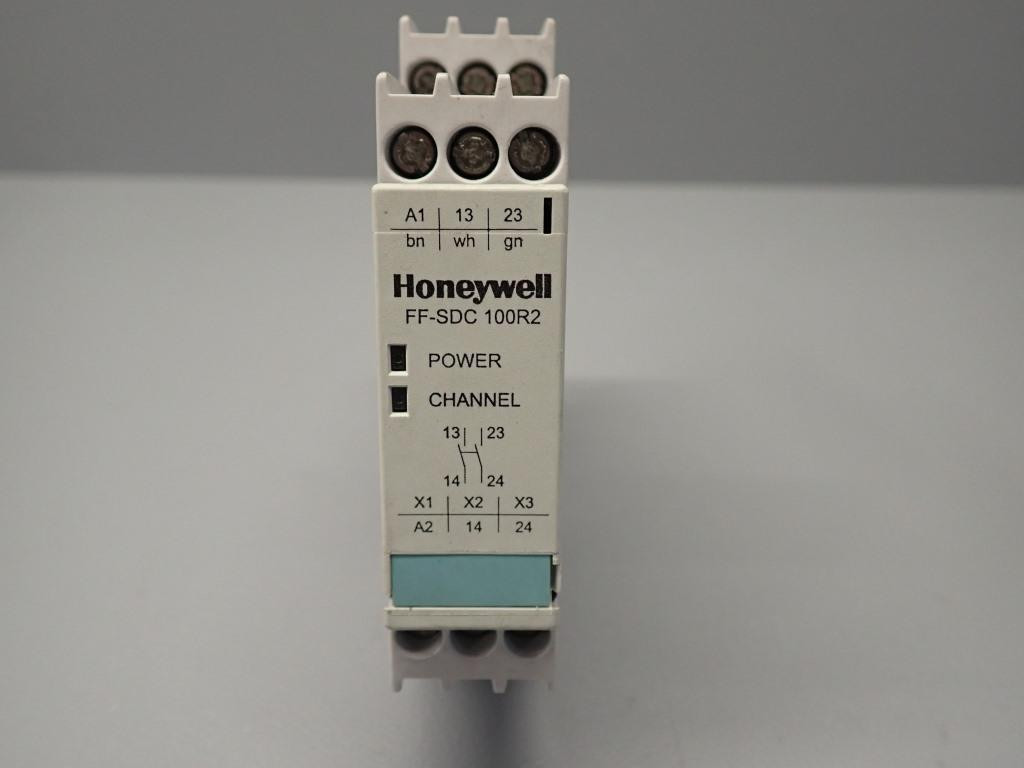 A1 13 23
bn wh gn
Honeywell
FF-SDC 100R2
POWER
CHANNEL
13 23
14 24
X1 X2 X3
A2 14 24